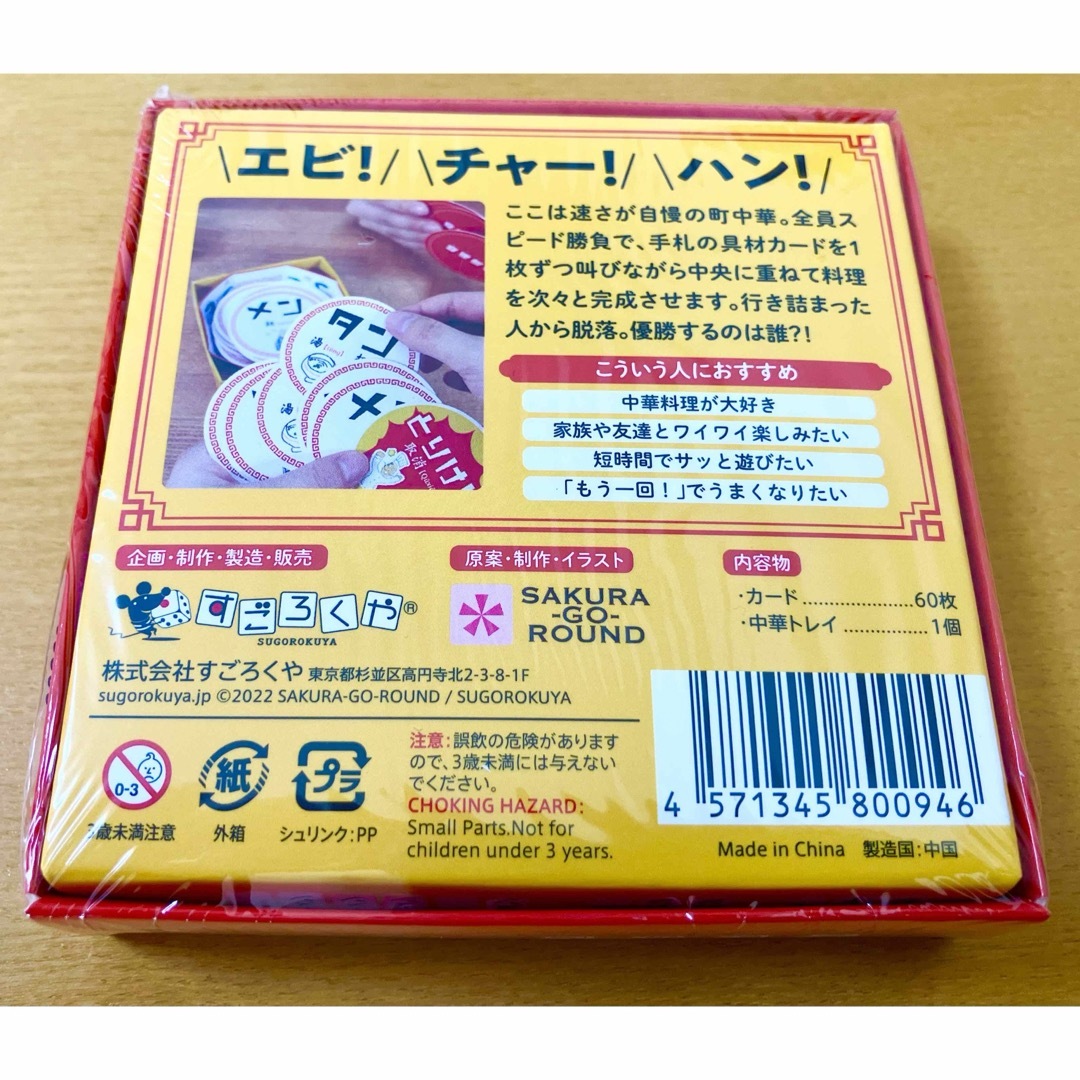 \エビ!/ \チャー!/ \ハン!/
ここは速さが自慢の町中華。全員ス
ピード勝負で、手札の具材カードを1
枚ずつ叫びながら中央に重ねて料理
を次々と完成させます。行き詰まった
人から脱落。優勝するのは誰?!
メン
タン
湯
湯
メン
とりけ
取消
こういう人におすすめ
中華料理が大好き
家族や友達とワイワイ楽しみたい
短時間でサッと遊びたい
「もう一回！」でうまくなりたい
企画・制作・製造・販売
すごろくや®
SUGOROKUYA
原案・制作・イラスト
SAKURA
-GO-
ROUND
内容物
・カード......................60枚
・中華トレイ...............1個
株式会社すごろくや 東京都杉並区高円寺北2-3-8-1F
sugorokuya.jp ©2022 SAKURA-GO-ROUND / SUGOROKUYA
0-3
3歳未満注意
紙
外箱
プラ
シュリンク:PP
注意:誤飲の危険があります
ので、3歳未満には与えない
でください。
CHOKING HAZARD:
Small Parts.Not for
children under 3 years.
4 571345 800946
Made in China 製造国:中国